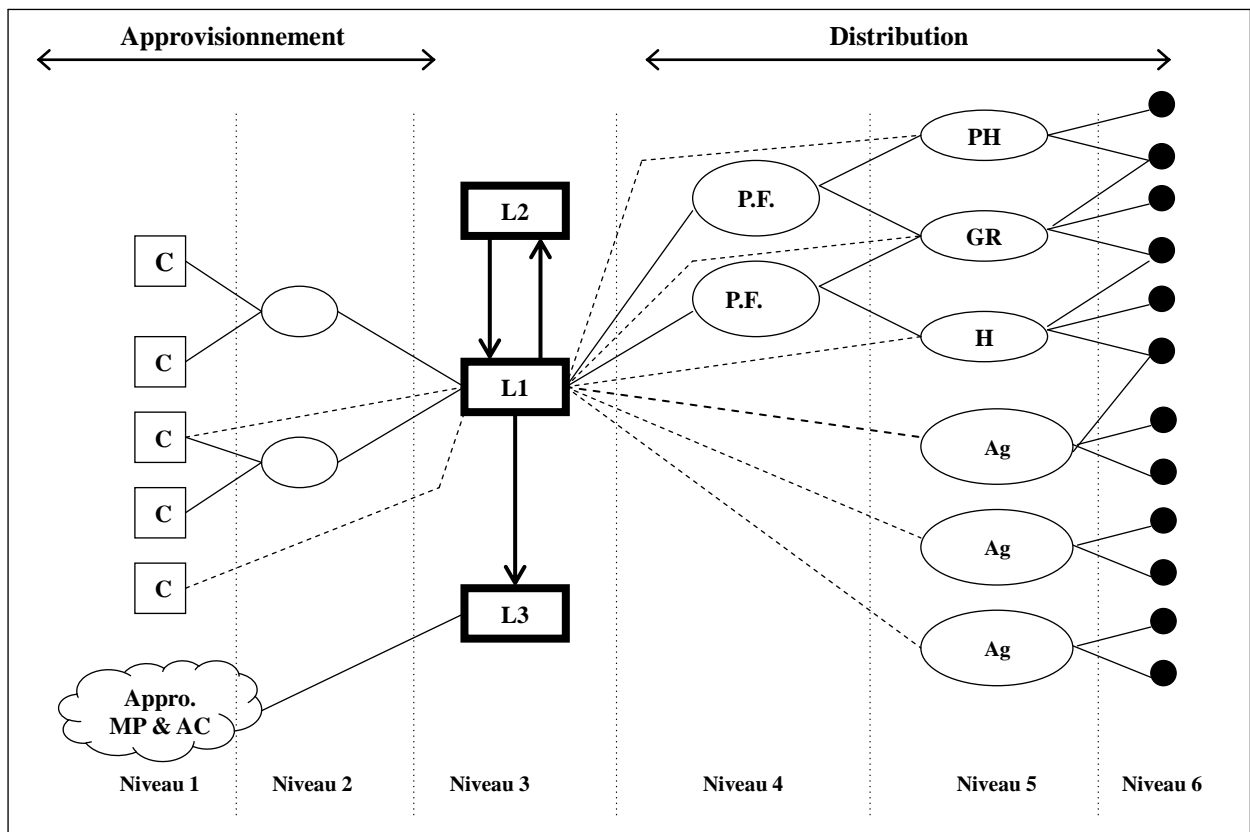 Approvisionnement
Distribution
PH
P.F.
L2
GR
C
P.F.
H
C
L1
C
Ag
C
Ag
C
L3
Ag
Appro.
MP & AC
Niveau 1
Niveau 2
Niveau 3
Niveau 4
Niveau 5
Niveau 6